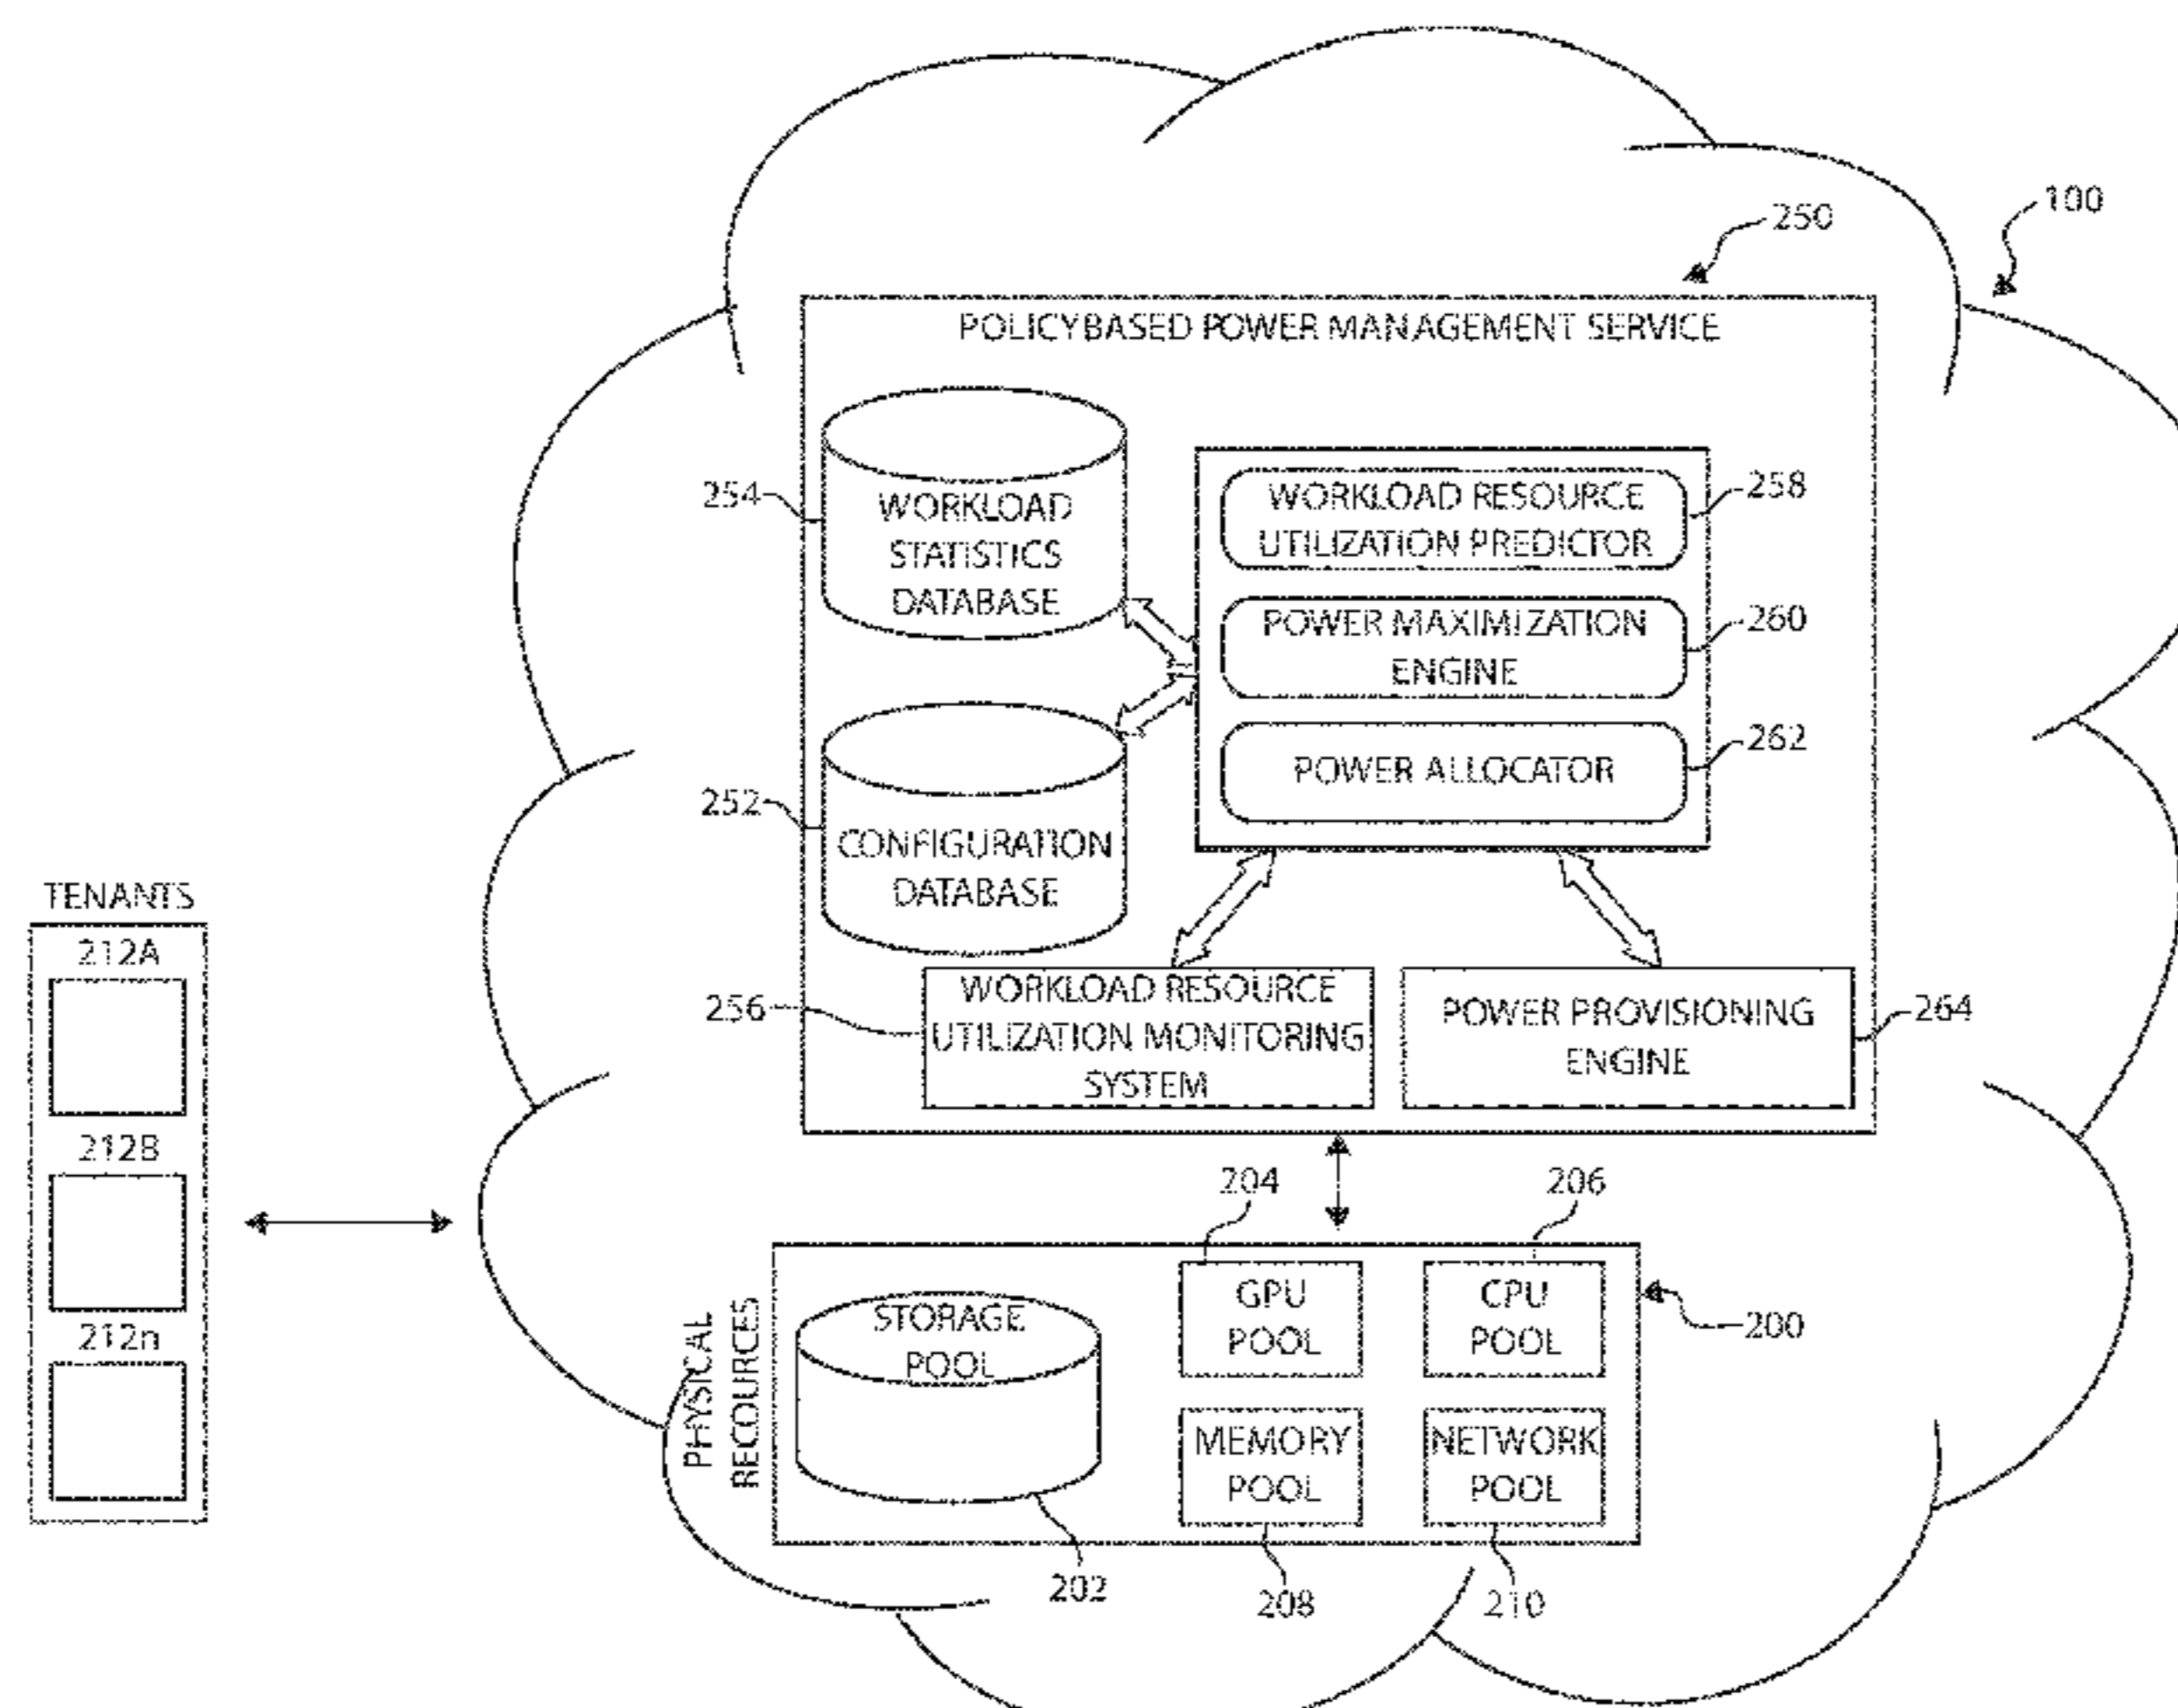 100
250
POLICYBASED POWER MANAGEMENT SERVICE
254
WORKLOAD
STATISTICS
DATABASE
WORKLOAD RESOURCE
UTILIZATION PREDICTOR
258
POWER MAXIMIZATION
ENGINE
260
POWER ALLOCATOR
262
252
CONFIGURATION
DATABASE
256
WORKLOAD RESOURCE
UTILIZATION MONITORING
SYSTEM
POWER PROVISIONING
ENGINE
264
TENANTS
212A
212B
212n
204
206
PHYSICAL
RECOURCES
STORAGE
POOL
GPU
POOL
CPU
POOL
200
MEMORY
POOL
NETWORK
POOL
202
208
210